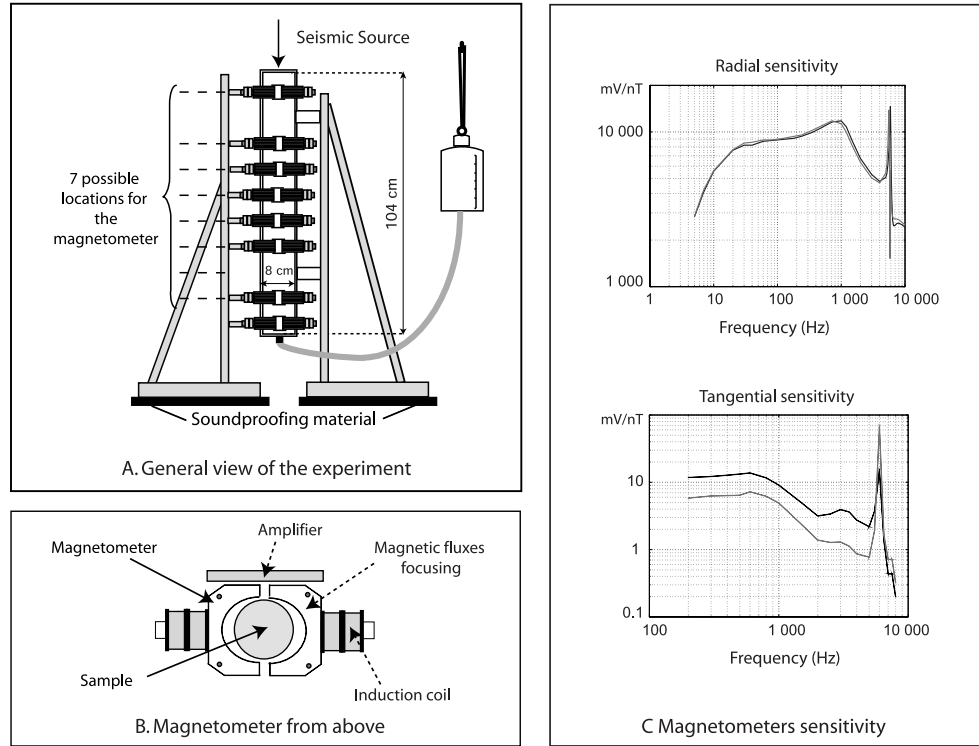 Seismic Source
7 possible
locations for
the
magnetometer
104 cm
8 cm
Soundproofing material
A. General view of the experiment
Amplifier
Magnetometer
Magnetic fluxes
focusing
Sample
Induction coil
B. Magnetometer from above
Radial sensitivity
mV/nT
10 000
1 000
1
10
100
1 000
10 000
Frequency (Hz)
Tangential sensitivity
mV/nT
10
1
0.1
100
1 000
10 000
Frequency (Hz)
C Magnetometers sensitivity